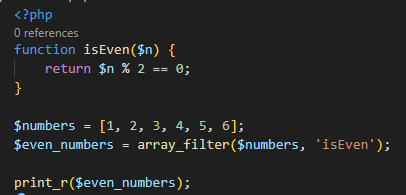 <?php
0 references
function isEven($n) {
    return $n % 2 == 0;
}
$numbers = [1, 2, 3, 4, 5, 6];
$even_numbers = array_filter($numbers, 'isEven');
print_r($even_numbers);